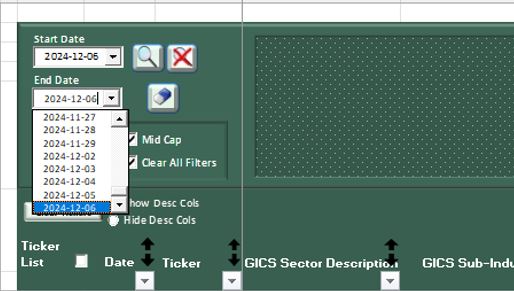 Start Date
2024-12-06
End Date
2024-12-06
2024-11-27
2024-11-28
2024-11-29
2024-12-02
2024-12-03
2024-12-04
2024-12-05
2024-12-06
Mid Cap
Clear All Filters
how Desc Cols
Hide Desc Cols
Ticker
List
Date
Ticker
GICS Sector Description
GICS Sub-Indu